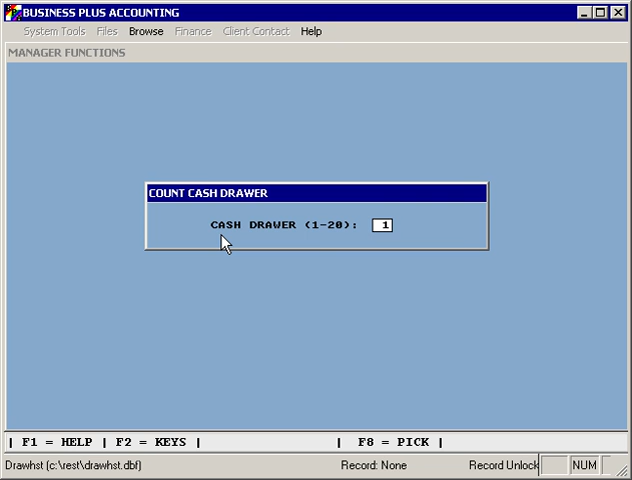 BUSINESS PLUS ACCOUNTING
System Tools Files Browse Finance Client Contact Help
MANAGER FUNCTIONS
COUNT CASH DRAWER
CASH DRAWER (1-20): 1
| F1 = HELP | F2 = KEYS | | F8 = PICK |
Drawhst (c:\rest\drawhst.dbf) Record: None Record Unlock NUM